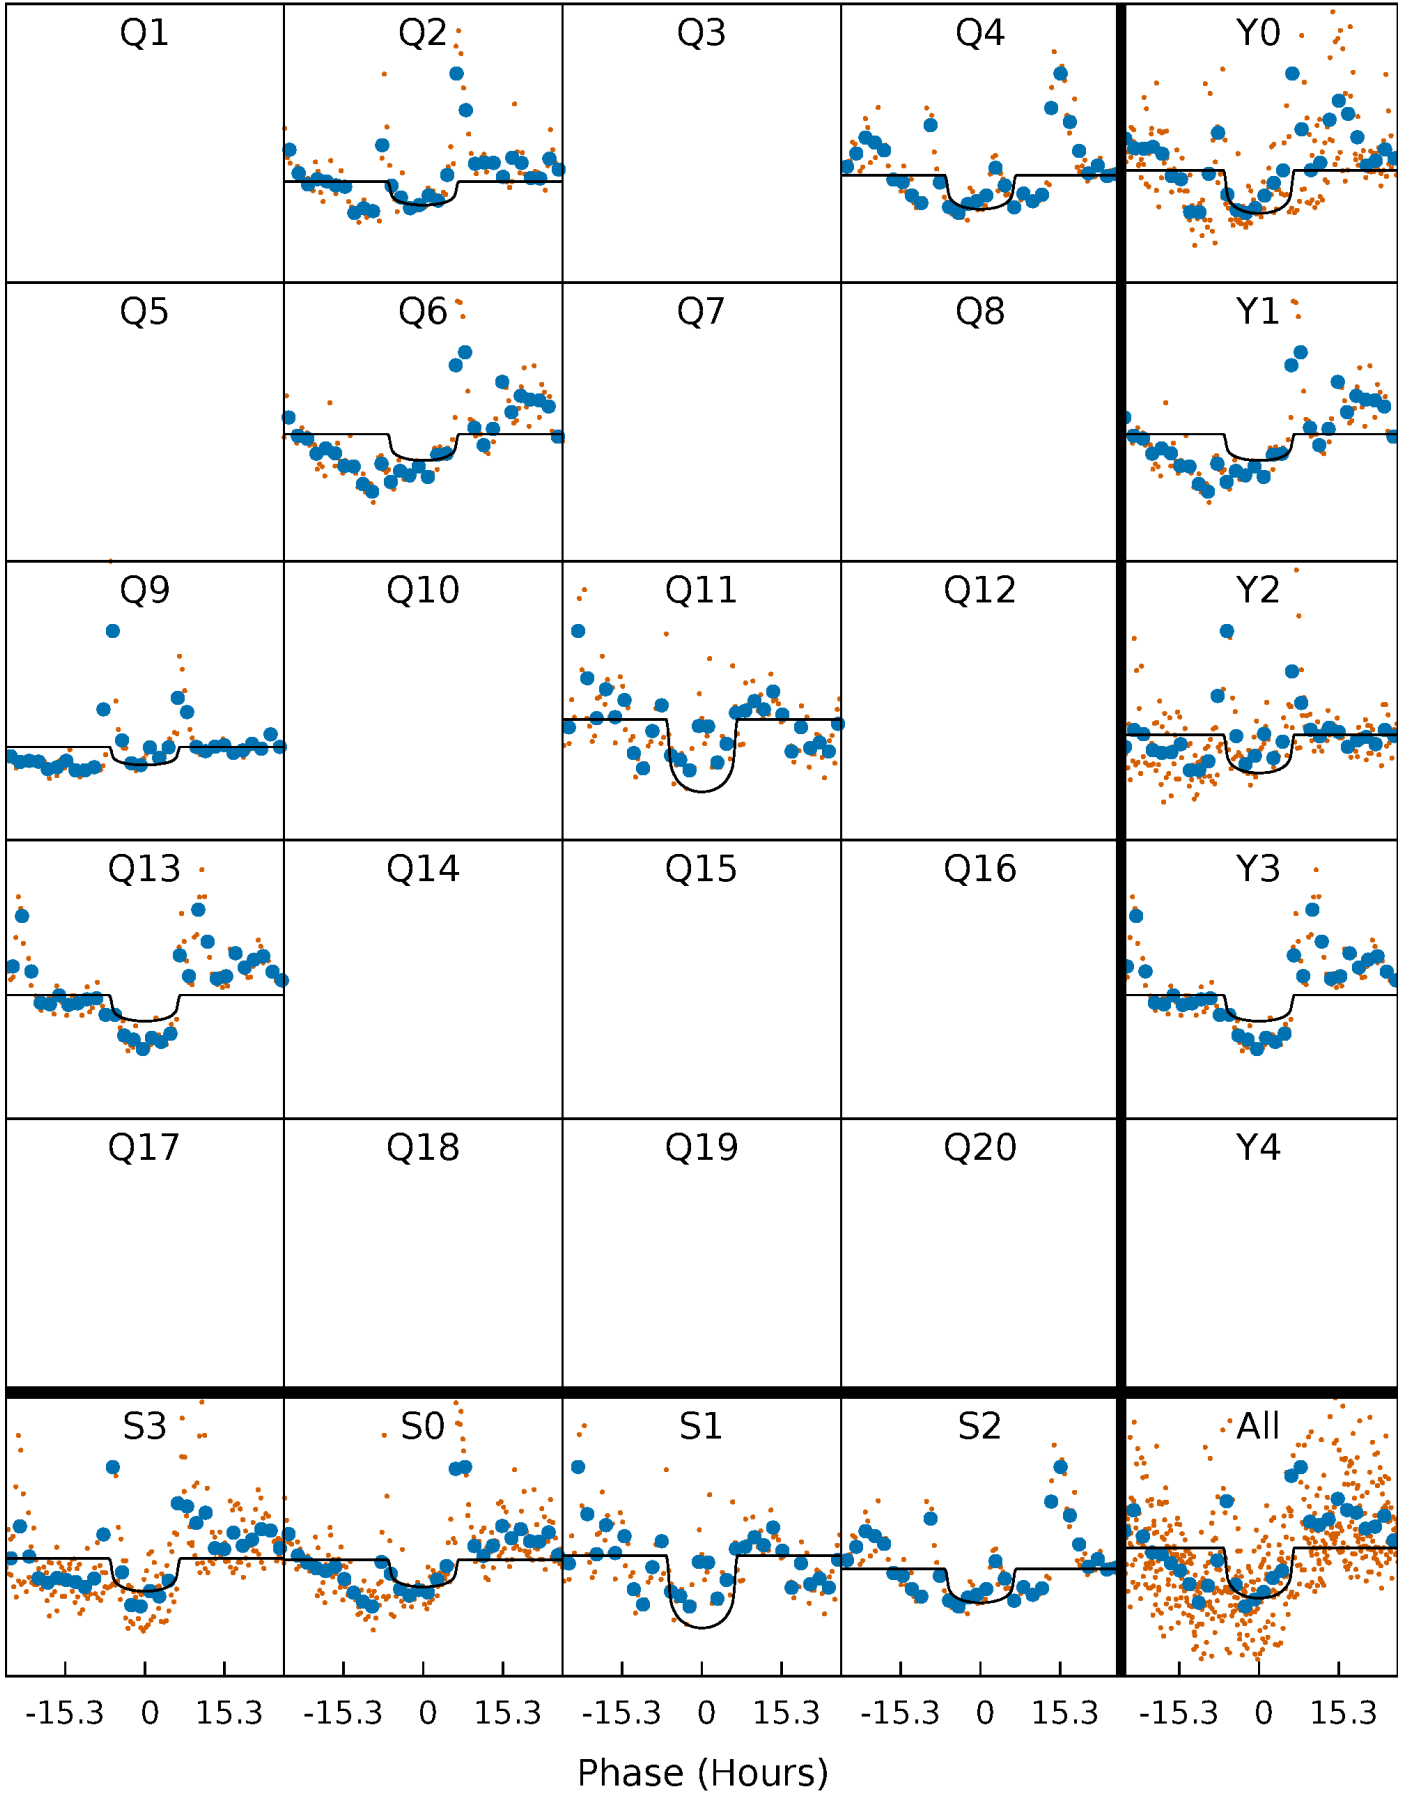 Q1 Q2 Q3 Q4 Y0
Q5 Q6 Q7 Q8 Y1
Q9 Q10 Q11 Q12 Y2
Q13 Q14 Q15 Q16 Y3
Q17 Q18 Q19 Q20 Y4
S3 S0 S1 S2 All
-15.3 0 15.3 -15.3 0 15.3 -15.3 0 15.3 -15.3 0 15.3 -15.3 0 15.3
Phase (Hours)